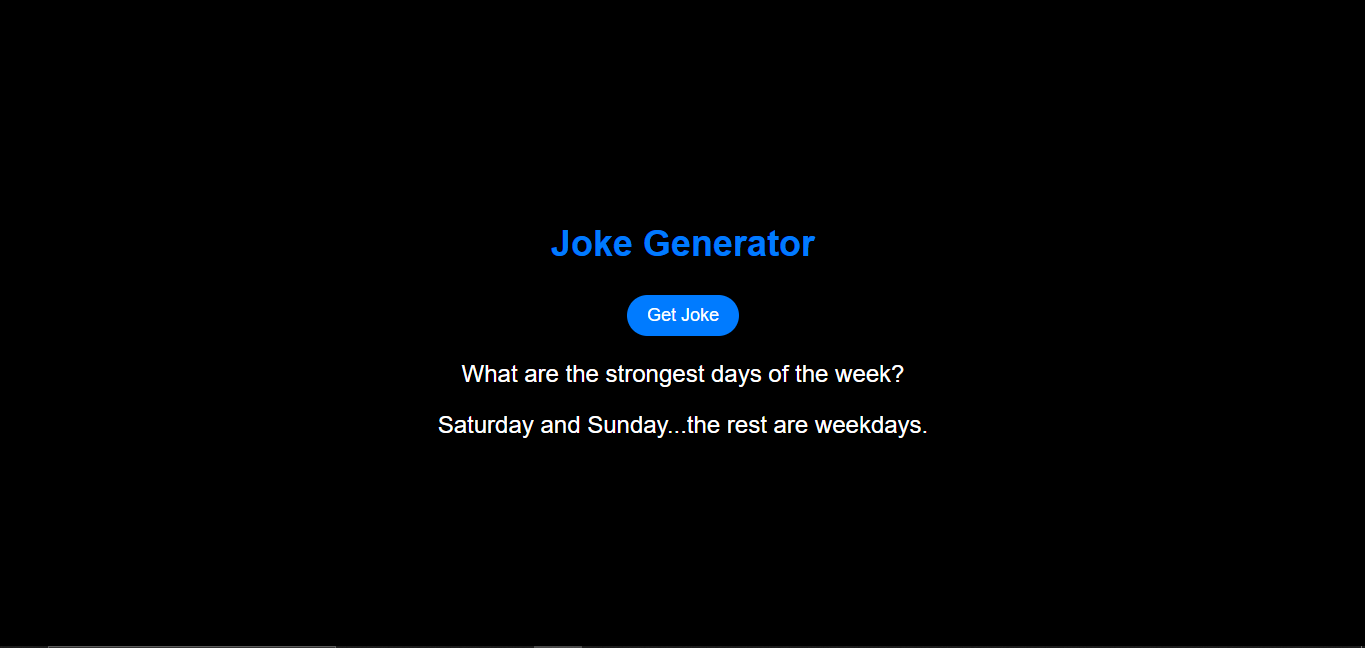 Joke Generator
Get Joke
What are the strongest days of the week?
Saturday and Sunday...the rest are weekdays.